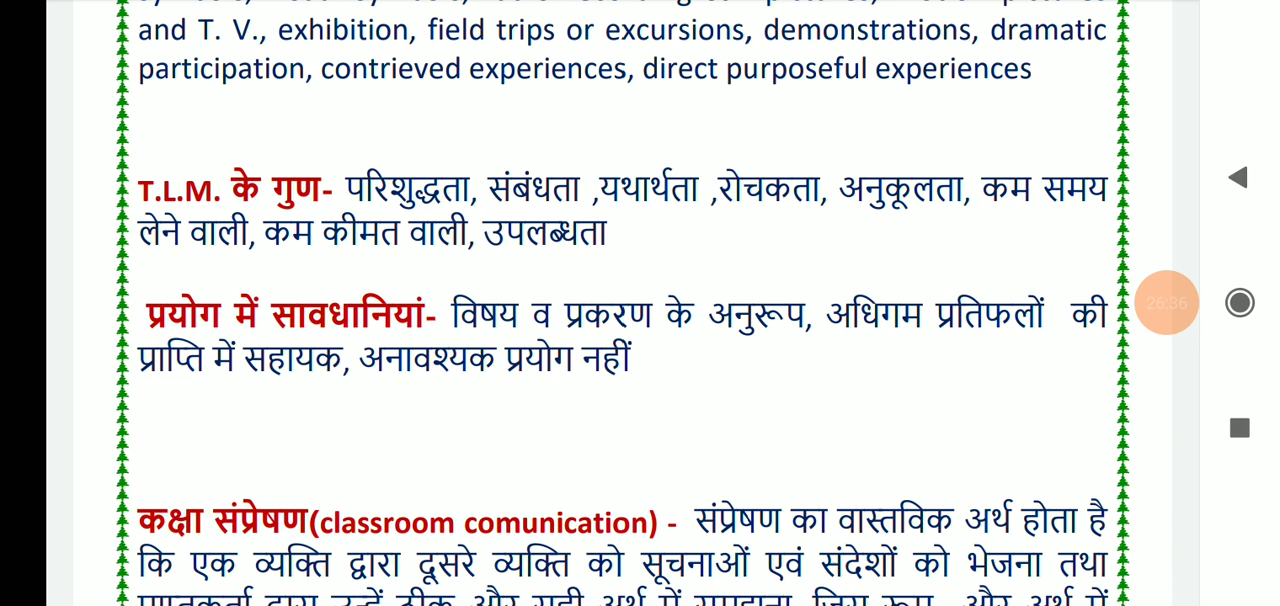 and T. V., exhibition, field trips or excursions, demonstrations, dramatic
participation, contrieved experiences, direct purposeful experiences
T.L.M. के गुण- परिशुद्धता, संबंधता ,यथार्थता ,रोचकता, अनुकूलता, कम समय
लेने वाली, कम कीमत वाली, उपलब्धता
प्रयोग में सावधानियां- विषय व प्रकरण के अनुरूप, अधिगम प्रतिफलों की
प्राप्ति में सहायक, अनावश्यक प्रयोग नहीं
26:36
कक्षा संप्रेषण(classroom comunication) - संप्रेषण का वास्तविक अर्थ होता है
कि एक व्यक्ति द्वारा दूसरे व्यक्ति को सूचनाओं एवं संदेशों को भेजना तथा